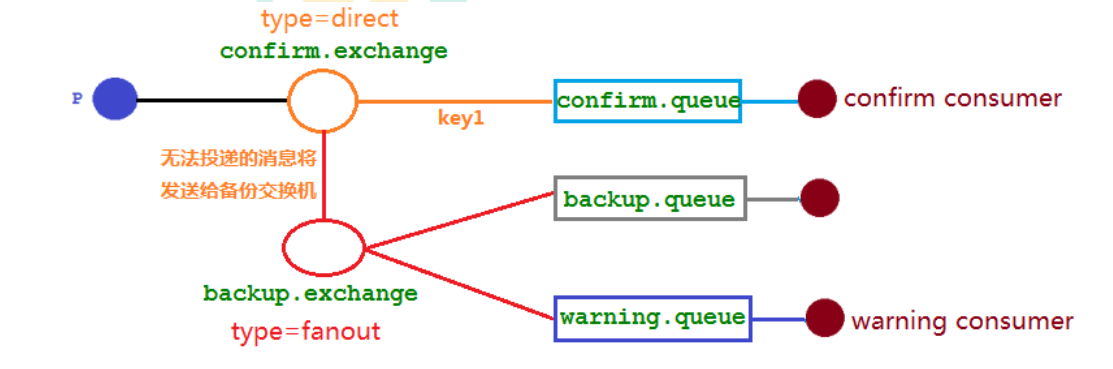 type=direct
confirm.exchange
P
key1
confirm.queue
confirm consumer
无法投递的消息将
发送给备份交换机
backup.queue
backup.exchange
type=fanout
warning.queue
warning consumer